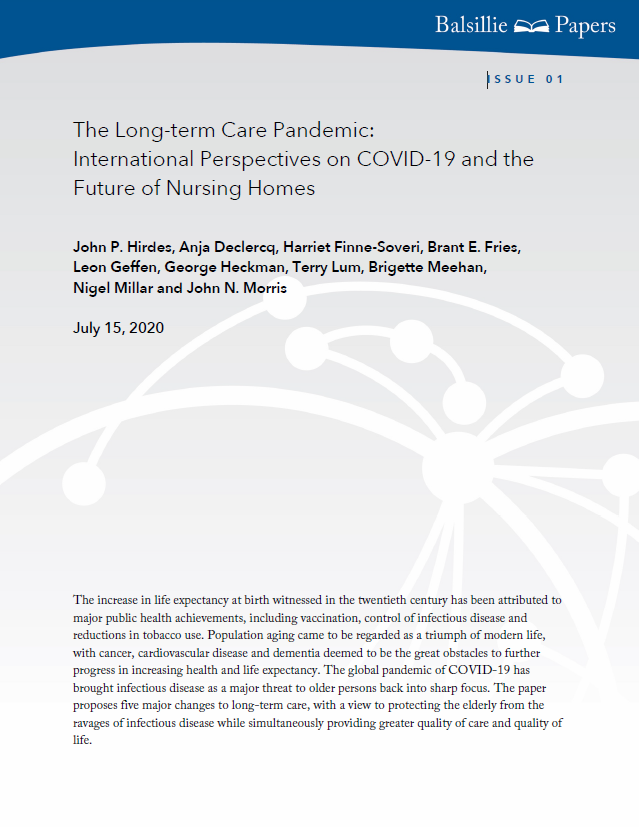 Balsillie Papers
ISSUE 01
The Long-term Care Pandemic:
International Perspectives on COVID-19 and the
Future of Nursing Homes
John P. Hirdes, Anja Declercq, Harriet Finne-Soveri, Brant E. Fries,
Leon Geffen, George Heckman, Terry Lum, Brigette Meehan,
Nigel Millar and John N. Morris
July 15, 2020
The increase in life expectancy at birth witnessed in the twentieth century has been attributed to
major public health achievements, including vaccination, control of infectious disease and
reductions in tobacco use. Population aging came to be regarded as a triumph of modern life,
with cancer, cardiovascular disease and dementia deemed to be the great obstacles to further
progress in increasing health and life expectancy. The global pandemic of COVID-19 has
brought infectious disease as a major threat to older persons back into sharp focus. The paper
proposes five major changes to long-term care, with a view to protecting the elderly from the
ravages of infectious disease while simultaneously providing greater quality of care and quality of
life.